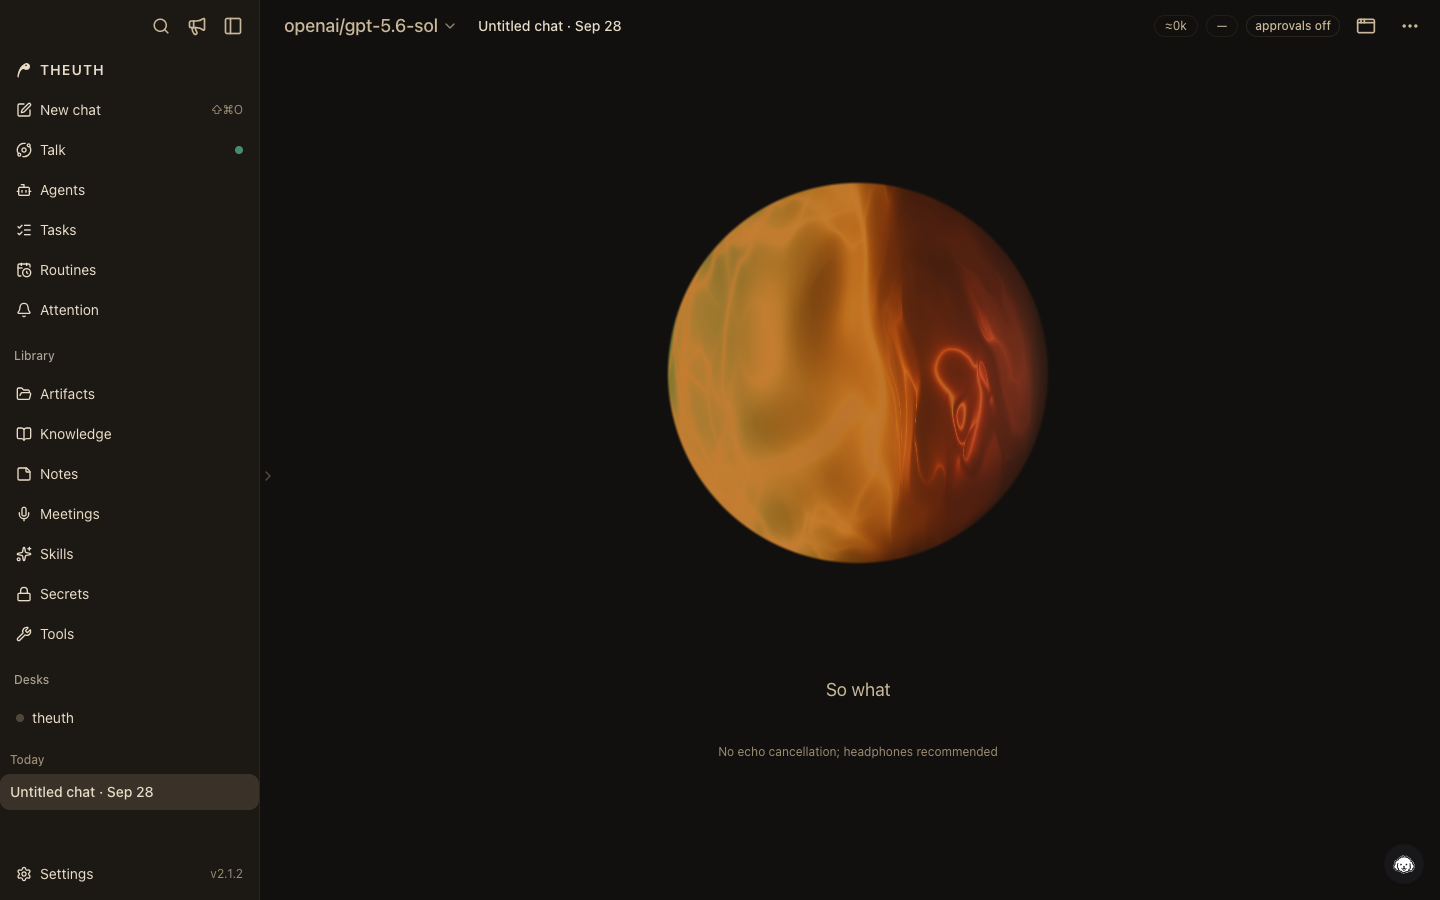 openai/gpt-5.6-sol
Untitled chat · Sep 28
≈0k
—
approvals off
THEUTH
New chat ⇧⌘O
Talk
Agents
Tasks
Routines
Attention
Library
Artifacts
Knowledge
Notes
Meetings
Skills
Secrets
Tools
Desks
theuth
Today
Untitled chat · Sep 28
Settings v2.1.2
So what
No echo cancellation; headphones recommended